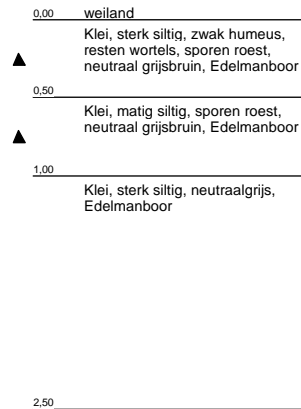 0,00 weiland
Klei, sterk siltig, zwak humeus,
resten wortels, sporen roest,
neutraal grijsbruin, Edelmanboor
0,50
Klei, matig siltig, sporen roest,
neutraal grijsbruin, Edelmanboor
1,00
Klei, sterk siltig, neutraalgrijs,
Edelmanboor
2,50